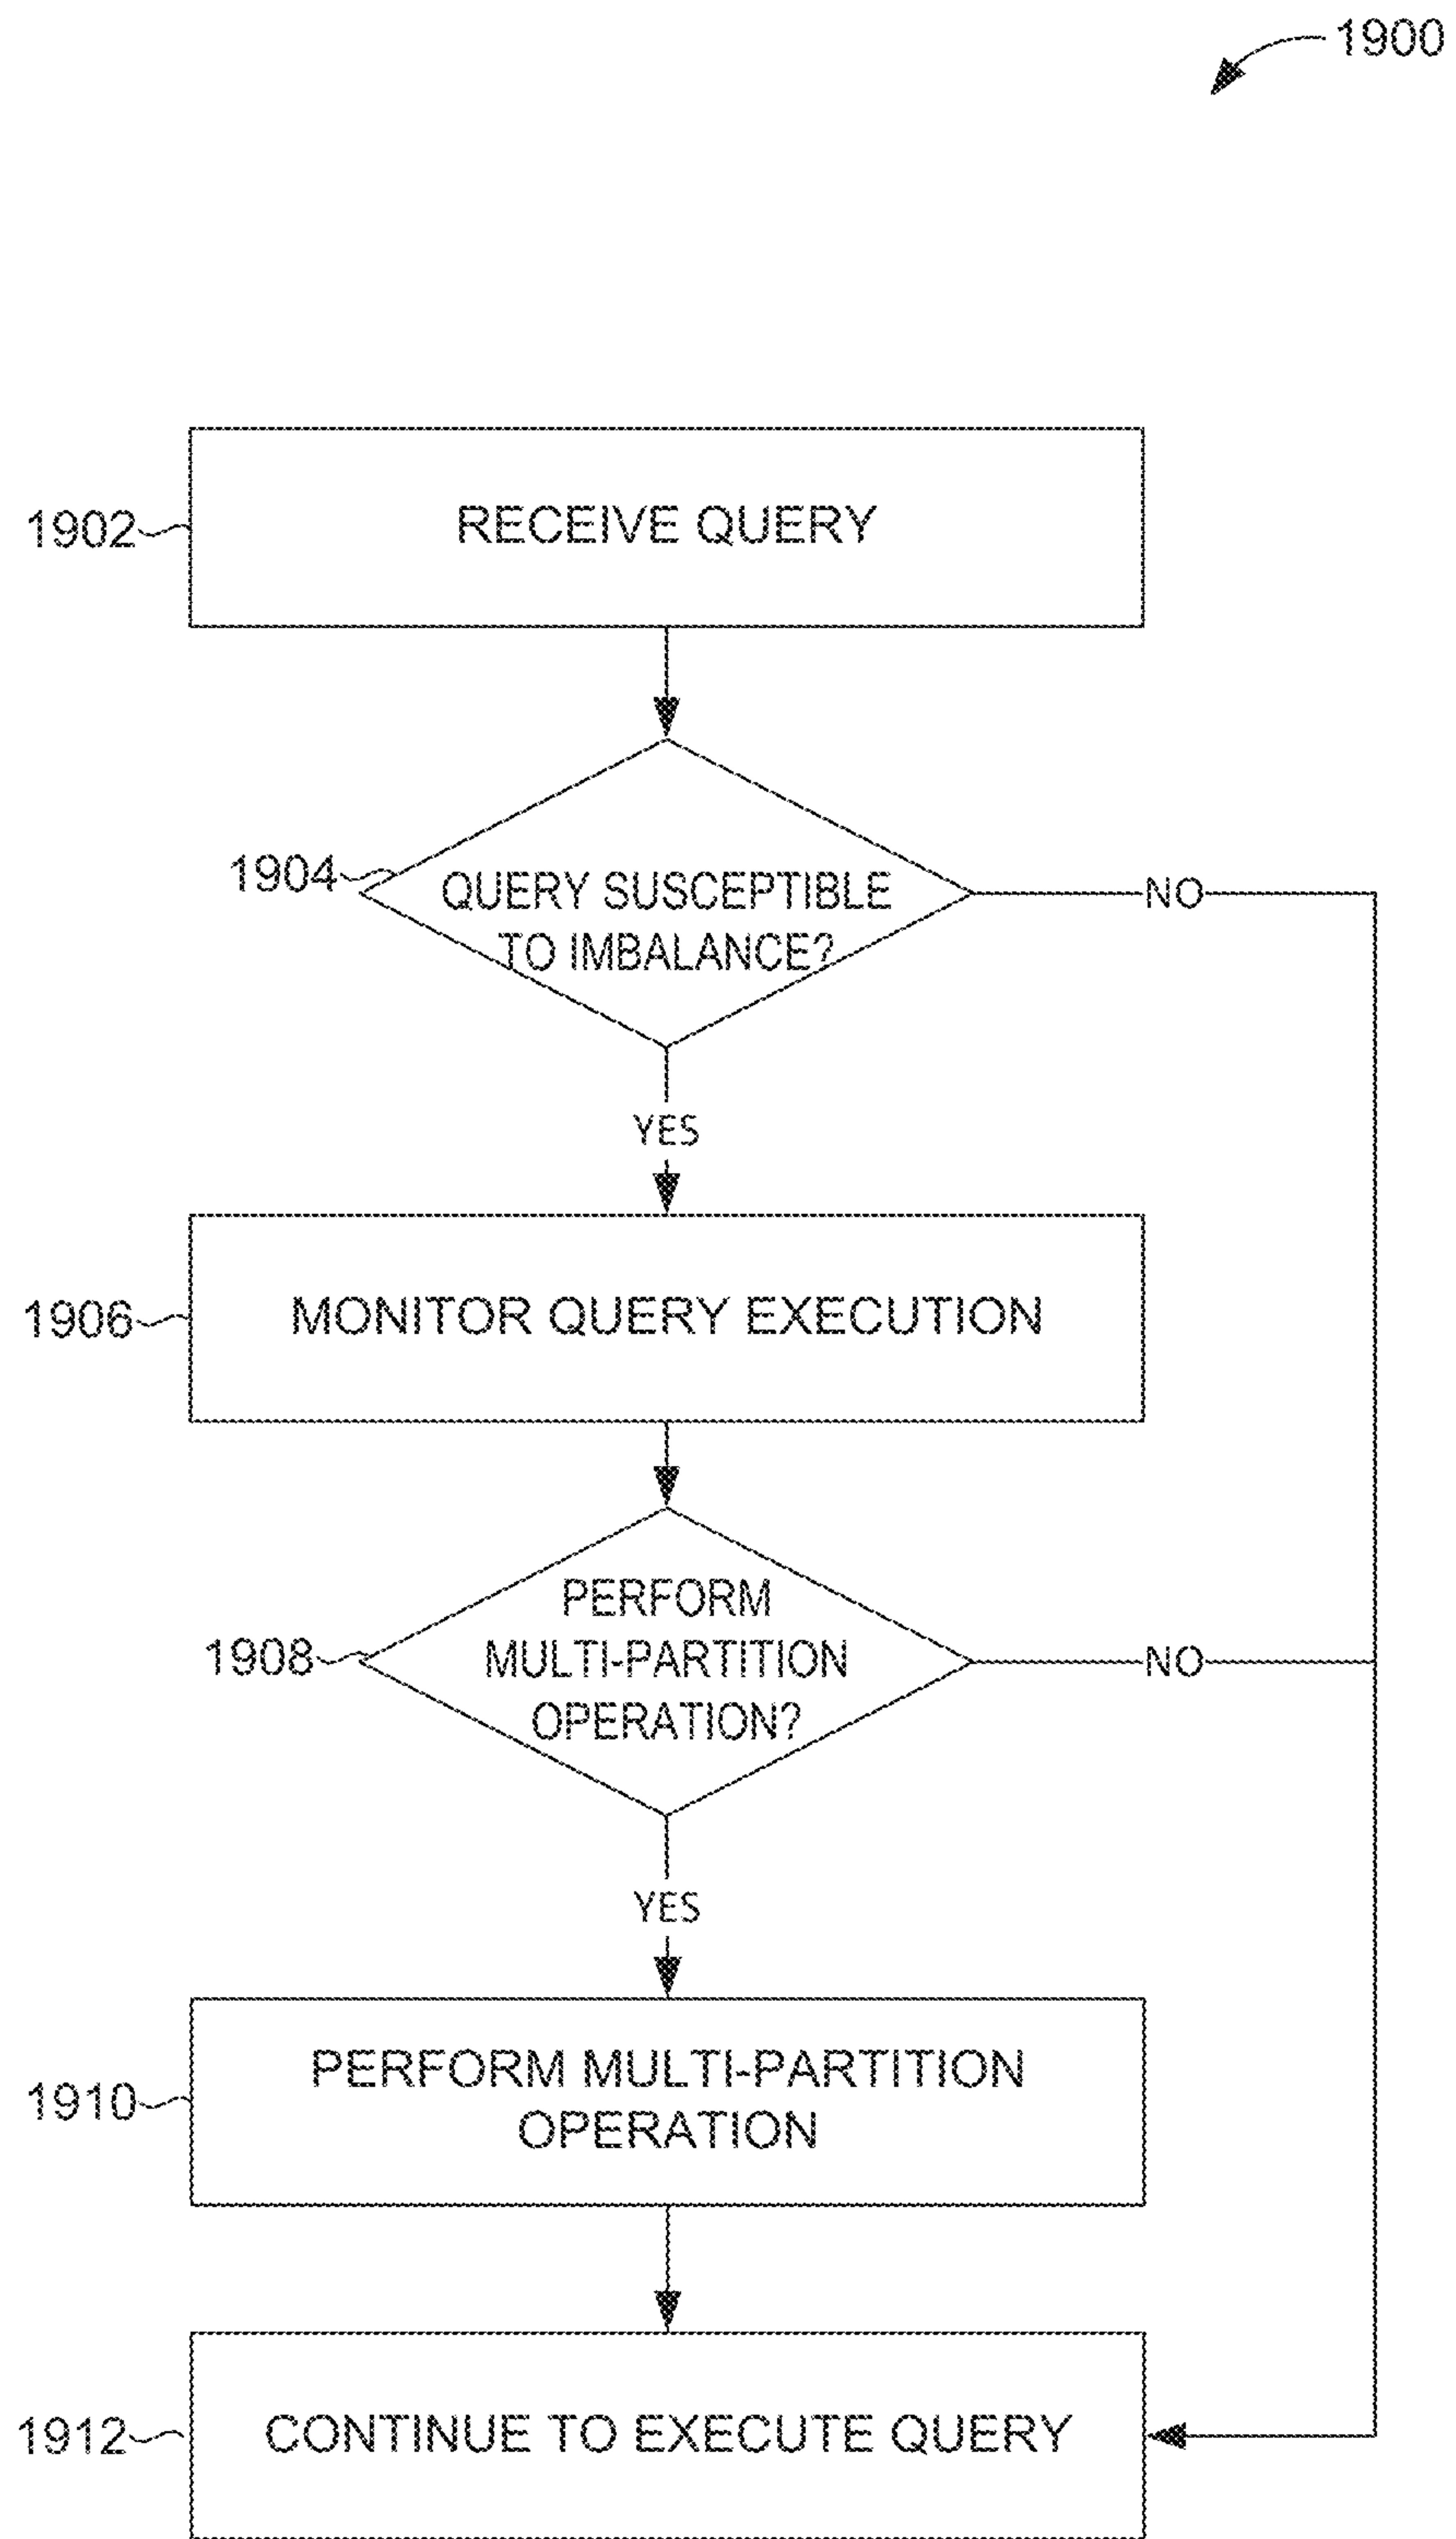 1900
1902
RECEIVE QUERY
1904
QUERY SUSCEPTIBLE
TO IMBALANCE?
NO
YES
1906
MONITOR QUERY EXECUTION
PERFORM
1908
MULTI-PARTITION
OPERATION?
NO
YES
1910
PERFORM MULTI-PARTITION
OPERATION
1912
CONTINUE TO EXECUTE QUERY